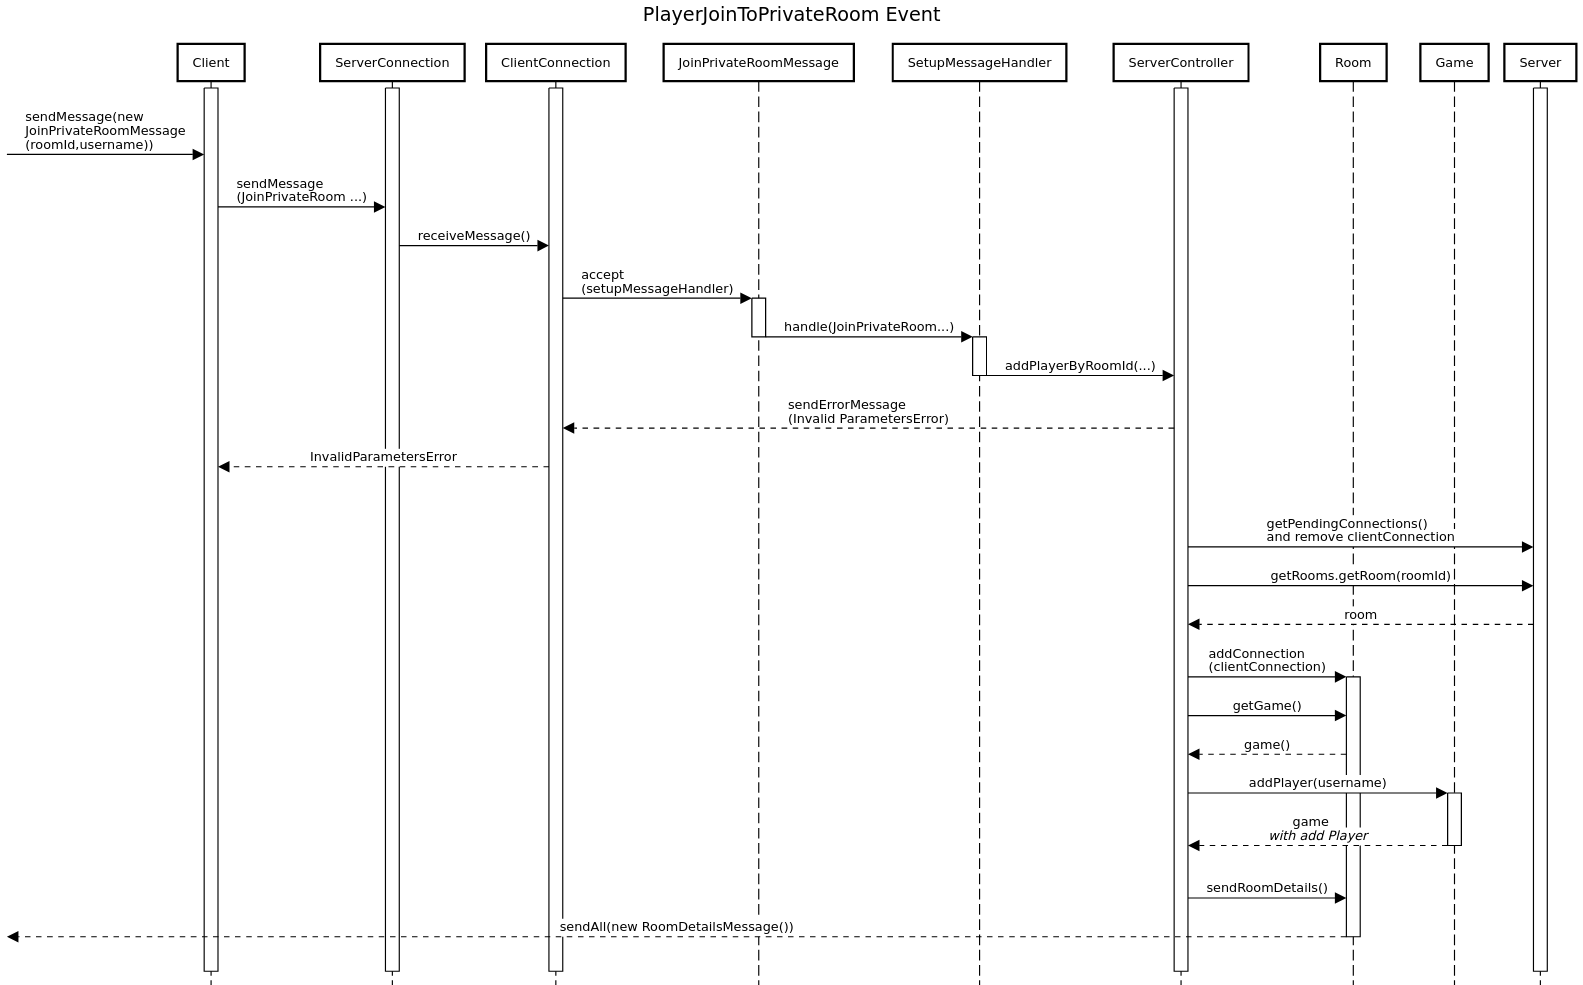 PlayerJoinToPrivateRoom Event
Client
ServerConnection
ClientConnection
JoinPrivateRoomMessage
SetupMessageHandler
ServerController
Room
Game
Server
sendMessage(new
JoinPrivateRoomMessage
(roomId,username))
sendMessage
(JoinPrivateRoom ...)
receiveMessage()
accept
(setupMessageHandler)
handle(JoinPrivateRoom...)
addPlayerByRoomId(...)
sendErrorMessage
(Invalid ParametersError)
InvalidParametersError
getPendingConnections()
and remove clientConnection
getRooms.getRoom(roomId)
room
addConnection
(clientConnection)
getGame()
game()
addPlayer(username)
game
with add Player
sendRoomDetails()
sendAll(new RoomDetailsMessage())